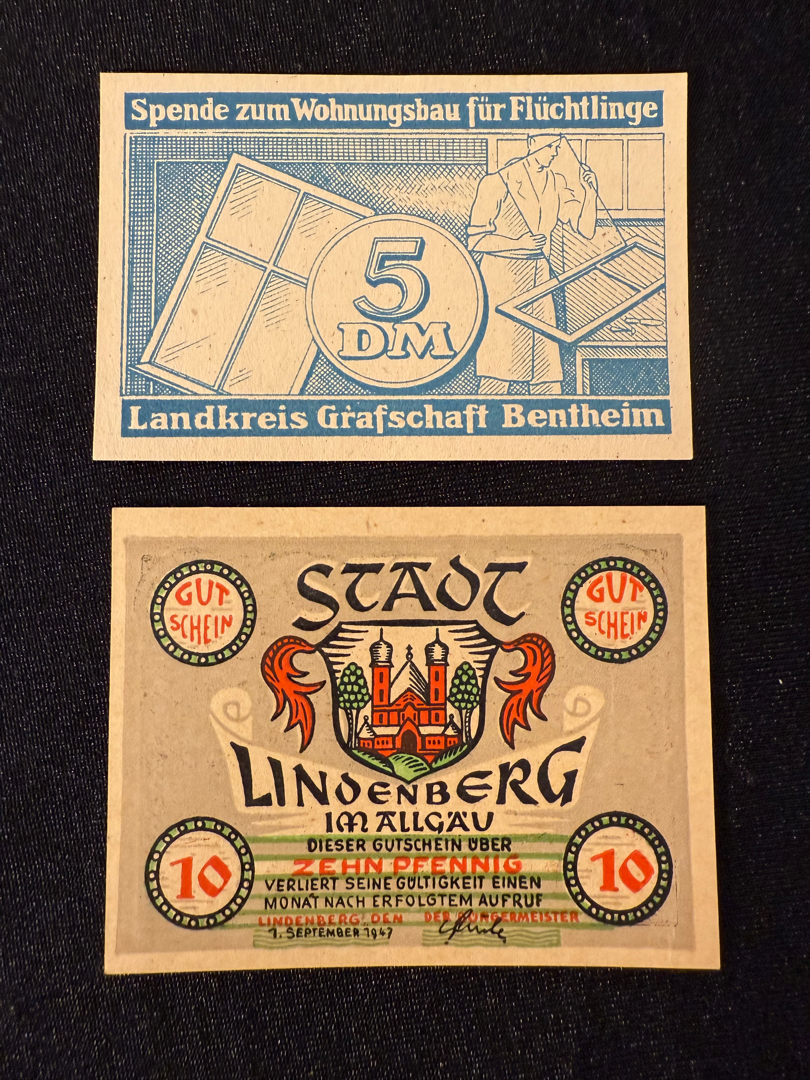 Spende zum Wohnungsbau für Flüchtlinge
5
DM
Landkreis Grafschaft Bentheim
GUT
SCHEIN
STADT
GUT
SCHEIN
LINDENBERG
IM ALLGÄU
DIESER GUTSCHEIN ÜBER
ZEHN PFENNIG
VERLIERT SEINE GÜLTIGKEIT EINEN
MONAT NACH ERFOLGTEM AUFRUF
LINDENBERG, DEN DER BÜRGERMEISTER
1. SEPTEMBER 1947
10
10